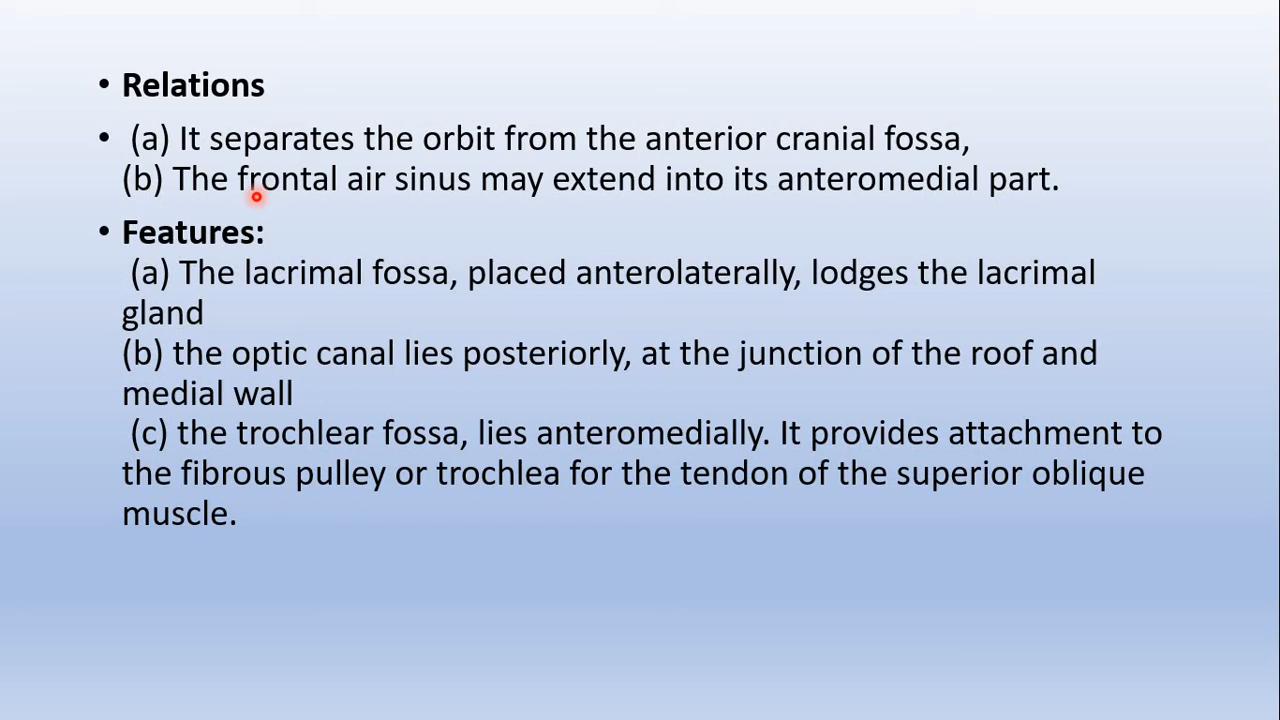 • Relations
• (a) It separates the orbit from the anterior cranial fossa,
(b) The frontal air sinus may extend into its anteromedial part.
• Features:
(a) The lacrimal fossa, placed anterolaterally, lodges the lacrimal
gland
(b) the optic canal lies posteriorly, at the junction of the roof and
medial wall
(c) the trochlear fossa, lies anteromedially. It provides attachment to
the fibrous pulley or trochlea for the tendon of the superior oblique
muscle.